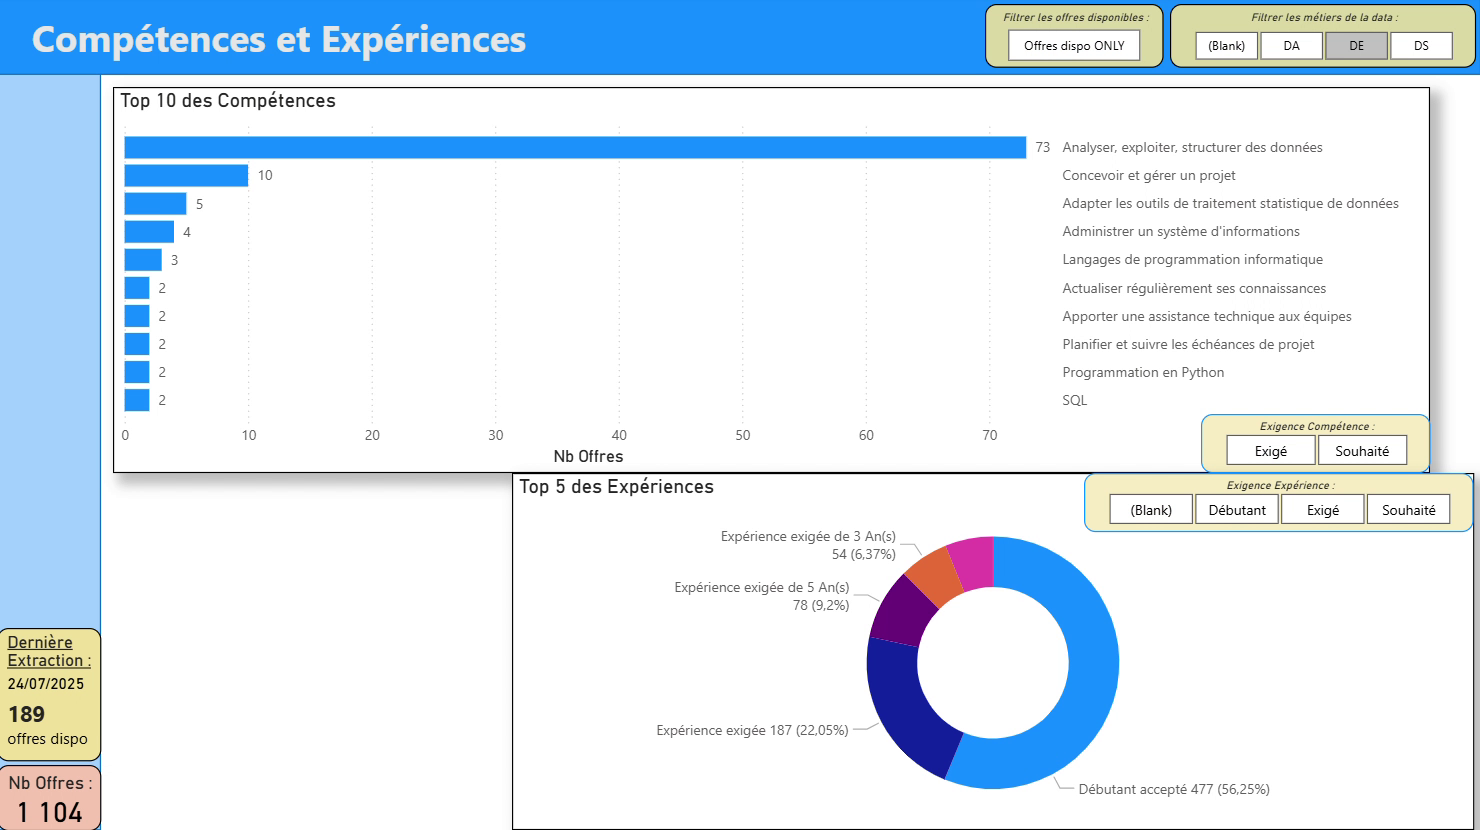 Compétences et Expériences
Filtrer les offres disponibles :
Offres dispo ONLY
Filtrer les métiers de la data :
(Blank) DA DE DS
Top 10 des Compétences
73 Analyser, exploiter, structurer des données
10 Concevoir et gérer un projet
5 Adapter les outils de traitement statistique de données
4 Administrer un système d'informations
3 Langages de programmation informatique
2 Actualiser régulièrement ses connaissances
2 Apporter une assistance technique aux équipes
2 Planifier et suivre les échéances de projet
2 Programmation en Python
2 SQL
0 10 20 30 40 50 60 70
Nb Offres
Exigence Compétence :
Exigé Souhaité
Top 5 des Expériences
Exigence Expérience :
(Blank) Débutant Exigé Souhaité
Expérience exigée de 3 An(s)
54 (6,37%)
Expérience exigée de 5 An(s)
78 (9,2%)
Expérience exigée 187 (22,05%)
Débutant accepté 477 (56,25%)
Dernière
Extraction :
24/07/2025
189
offres dispo
Nb Offres :
1 104